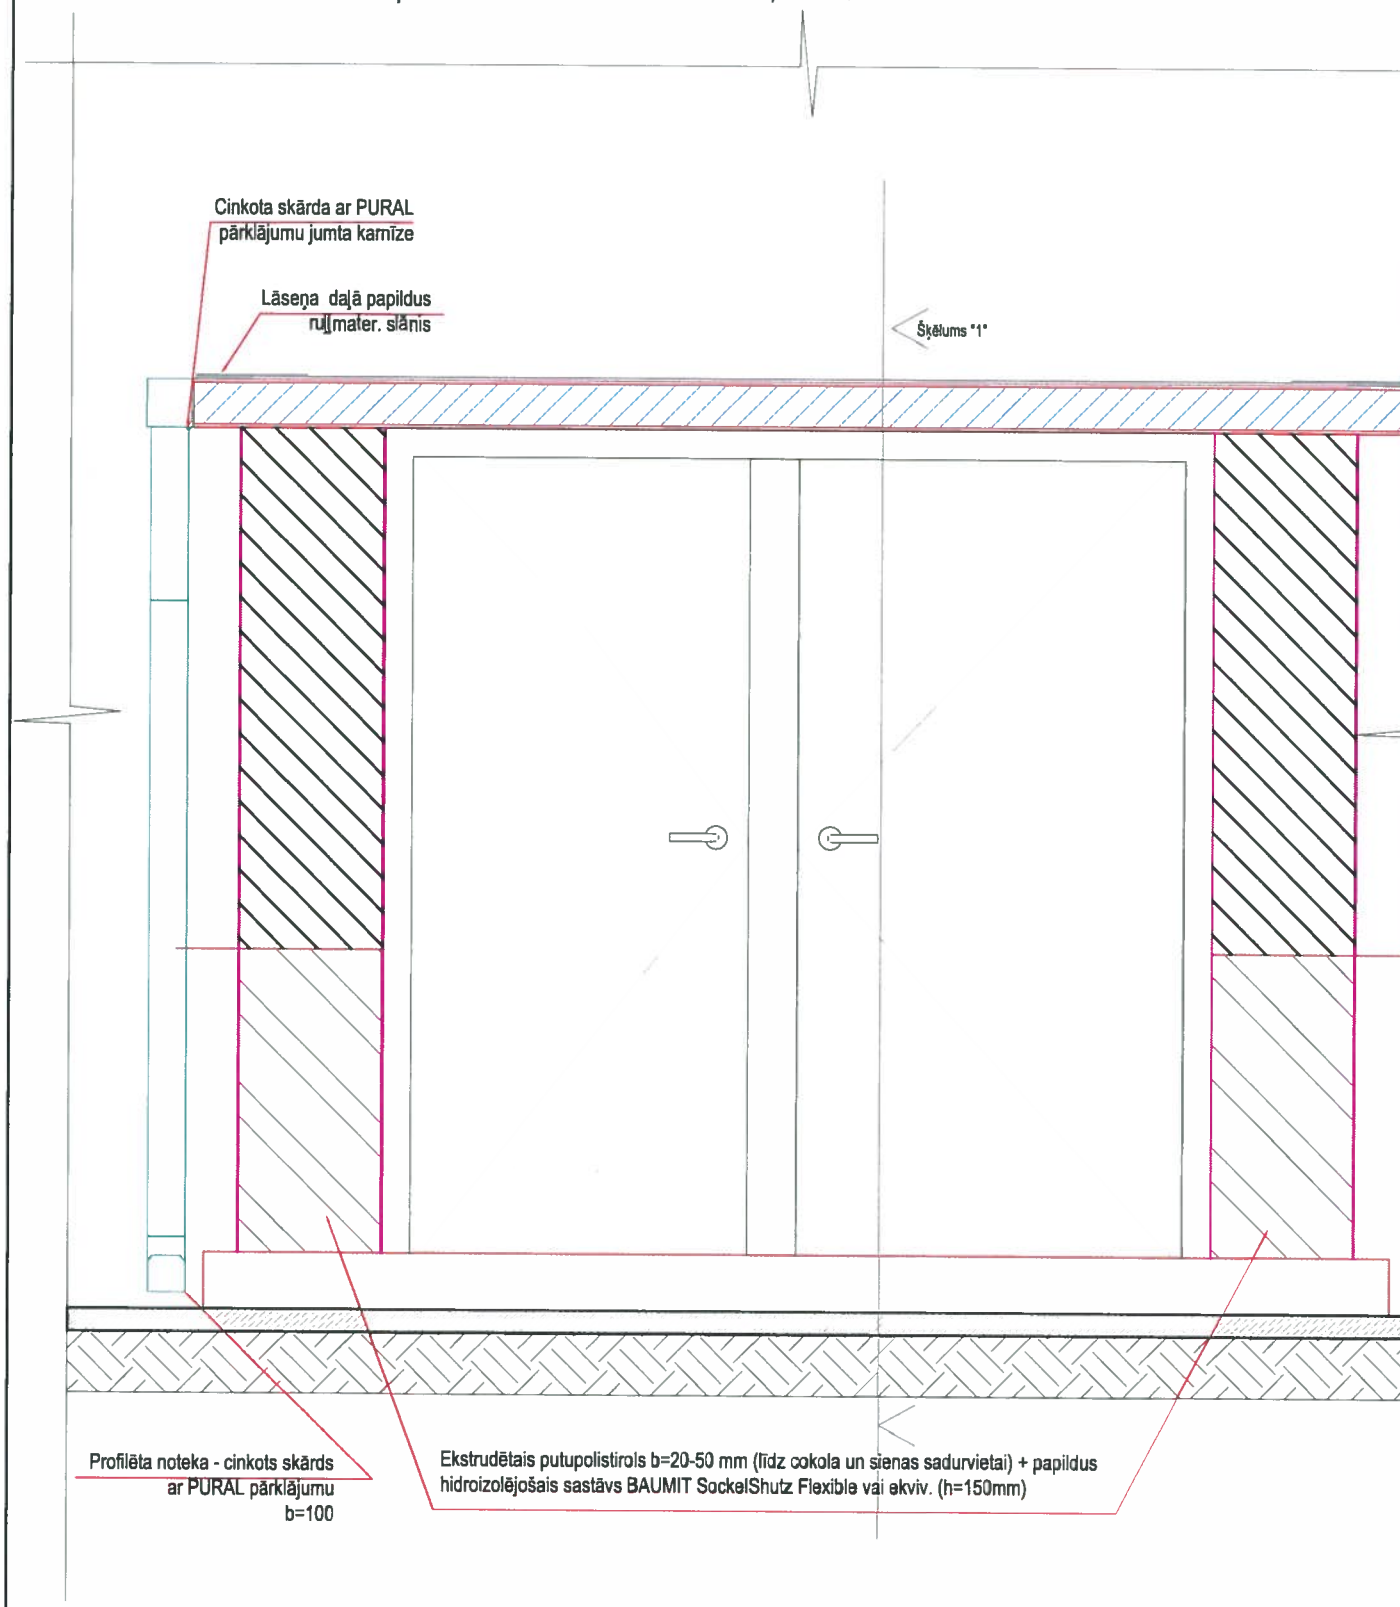 Cinkota skārda ar PURAL
pārklājumu jumta karnīze
Lāseņa daļā papildus
ruļļmater. slānis
Šķēlums "1"
Profilēta noteka - cinkots skārds
ar PURAL pārklājumu
b=100
Ekstrudētais putupolistirols b=20-50 mm (līdz cokola un sienas sadurvietai) + papildus
hidroizolējošais sastāvs BAUMIT SockelShutz Flexible vai ekviv. (h=150mm)